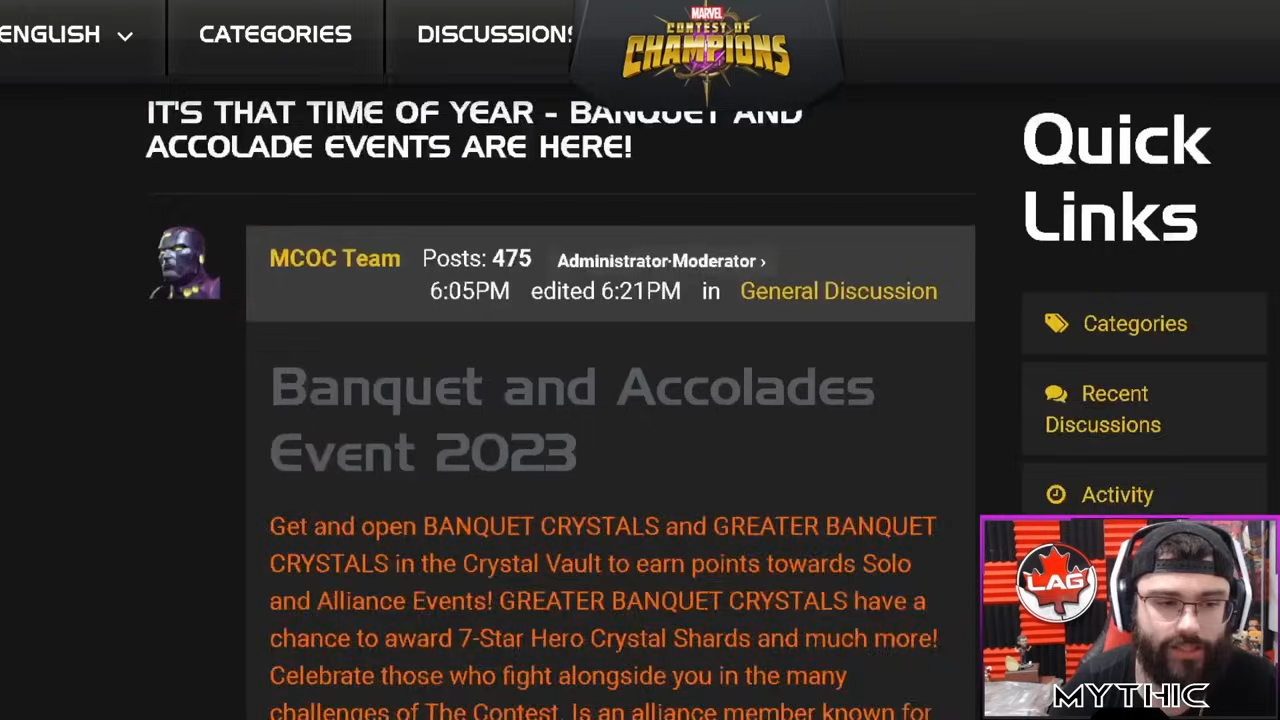 ENGLISH
CATEGORIES
DISCUSSIONS
MARVEL
CONTEST OF
CHAMPIONS
IT'S THAT TIME OF YEAR - BANQUET AND
ACCOLADE EVENTS ARE HERE!
Quick
Links
MCOC Team Posts: 475 Administrator·Moderator ›
6:05PM edited 6:21PM in General Discussion
Categories
Banquet and Accolades
Event 2023
Recent
Discussions
Activity
Get and open BANQUET CRYSTALS and GREATER BANQUET
CRYSTALS in the Crystal Vault to earn points towards Solo
and Alliance Events! GREATER BANQUET CRYSTALS have a
chance to award 7-Star Hero Crystal Shards and much more!
Celebrate those who fight alongside you in the many
challenges of The Contest. Is an alliance member known for
LAG
MYTHIC